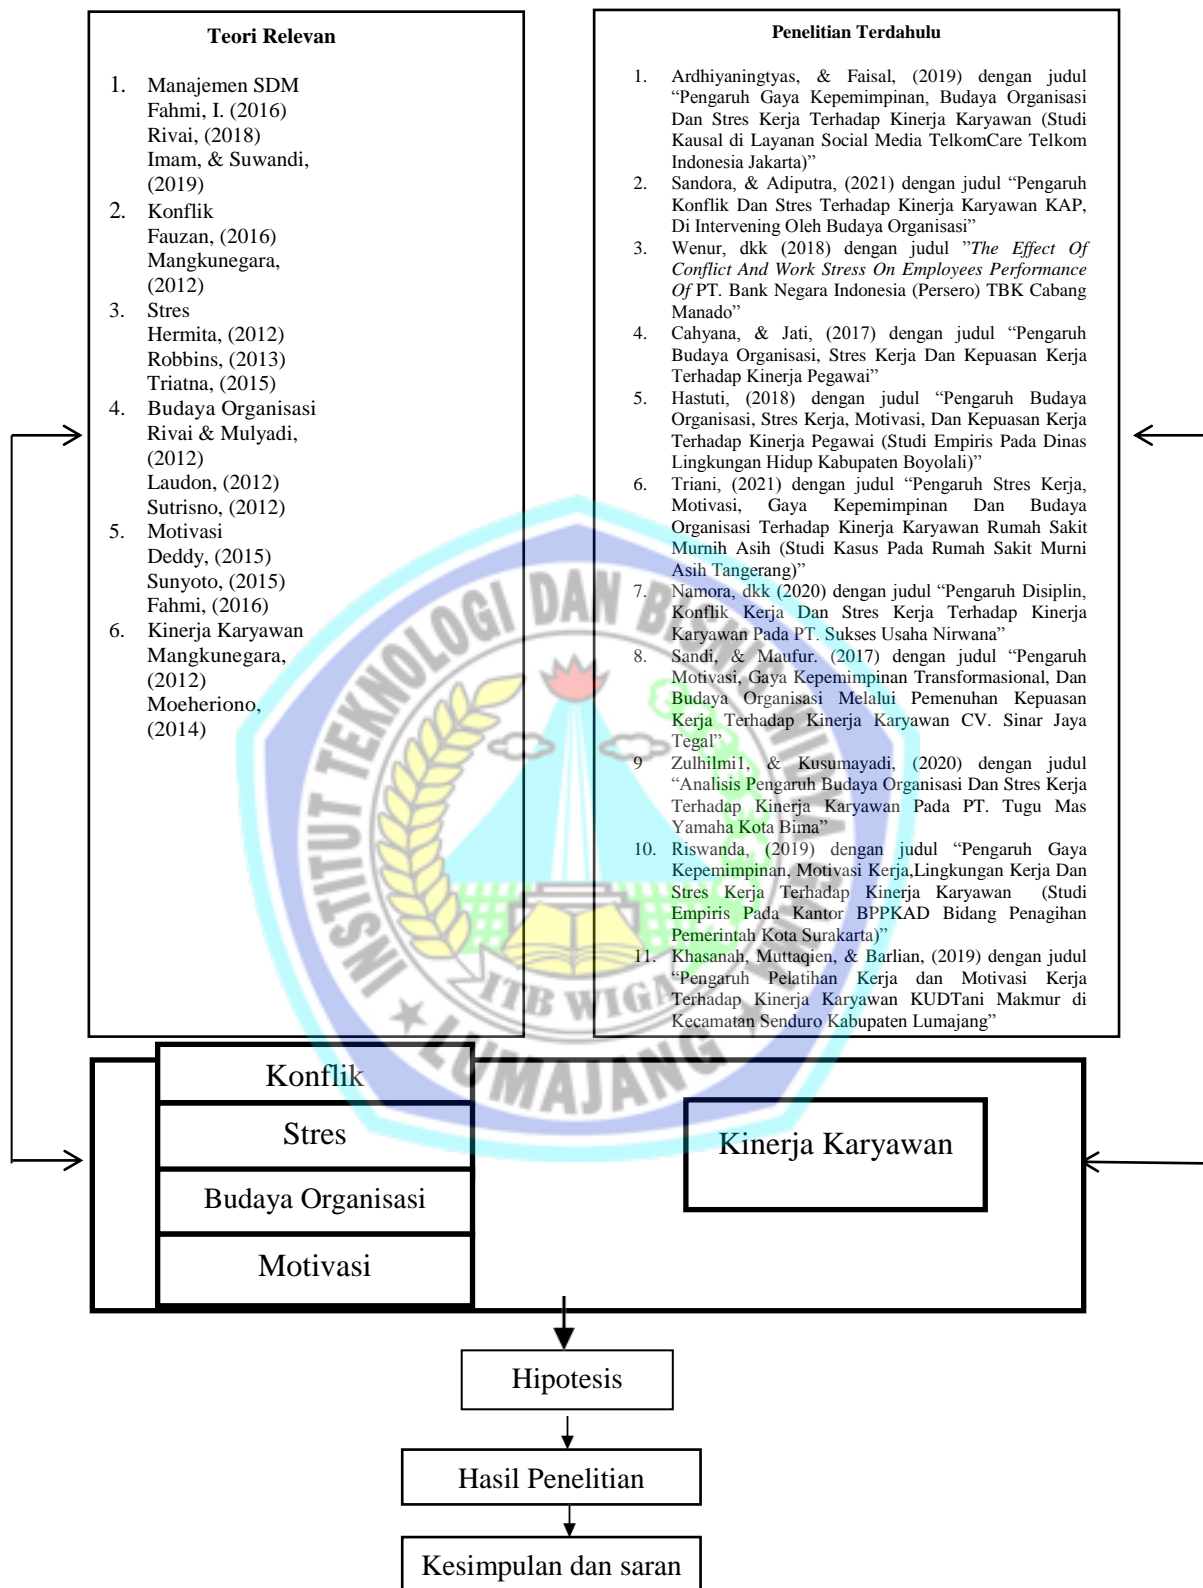 Teori Relevan
1. Manajemen SDM
Fahmi, I. (2016)
Rivai, (2018)
Imam, & Suwandi,
(2019)
2. Konflik
Fauzan, (2016)
Mangkunegara,
(2012)
3. Stres
Hermita, (2012)
Robbins, (2013)
Triatna, (2015)
4. Budaya Organisasi
Rivai & Mulyadi,
(2012)
Laudon, (2012)
Sutrisno, (2012)
5. Motivasi
Deddy, (2015)
Sunyoto, (2015)
Fahmi, (2016)
6. Kinerja Karyawan
Mangkunegara,
(2012)
Moeheriono,
(2014)
Penelitian Terdahulu
1. Ardhiyaningtyas, & Faisal, (2019) dengan judul
“Pengaruh Gaya Kepemimpinan, Budaya Organisasi
Dan Stres Kerja Terhadap Kinerja Karyawan (Studi
Kausal di Layanan Social Media TelkomCare Telkom
Indonesia Jakarta)”
2. Sandora, & Adiputra, (2021) dengan judul “Pengaruh
Konflik Dan Stres Terhadap Kinerja Karyawan KAP,
Di Intervening Oleh Budaya Organisasi”
3. Wenur, dkk (2018) dengan judul ”The Effect Of
Conflict And Work Stress On Employees Performance
Of PT. Bank Negara Indonesia (Persero) TBK Cabang
Manado”
4. Cahyana, & Jati, (2017) dengan judul “Pengaruh
Budaya Organisasi, Stres Kerja Dan Kepuasan Kerja
Terhadap Kinerja Pegawai”
5. Hastuti, (2018) dengan judul “Pengaruh Budaya
Organisasi, Stres Kerja, Motivasi, Dan Kepuasan Kerja
Terhadap Kinerja Pegawai (Studi Empiris Pada Dinas
Lingkungan Hidup Kabupaten Boyolali)”
6. Triani, (2021) dengan judul “Pengaruh Stres Kerja,
Motivasi, Gaya Kepemimpinan Dan Budaya
Organisasi Terhadap Kinerja Karyawan Rumah Sakit
Murnih Asih (Studi Kasus Pada Rumah Sakit Murni
Asih Tangerang)”
7. Namora, dkk (2020) dengan judul “Pengaruh Disiplin,
Konflik Kerja Dan Stres Kerja Terhadap Kinerja
Karyawan Pada PT. Sukses Usaha Nirwana”
8. Sandi, & Maufur. (2017) dengan judul “Pengaruh
Motivasi, Gaya Kepemimpinan Transformasional, Dan
Budaya Organisasi Melalui Pemenuhan Kepuasan
Kerja Terhadap Kinerja Karyawan CV. Sinar Jaya
Tegal”
9 Zulhilmi1, & Kusumayadi, (2020) dengan judul
“Analisis Pengaruh Budaya Organisasi Dan Stres Kerja
Terhadap Kinerja Karyawan Pada PT. Tugu Mas
Yamaha Kota Bima”
10. Riswanda, (2019) dengan judul “Pengaruh Gaya
Kepemimpinan, Motivasi Kerja,Lingkungan Kerja Dan
Stres Kerja Terhadap Kinerja Karyawan (Studi
Empiris Pada Kantor BPPKAD Bidang Penagihan
Pemerintah Kota Surakarta)”
11. Khasanah, Muttaqien, & Barlian, (2019) dengan judul
“Pengaruh Pelatihan Kerja dan Motivasi Kerja
Terhadap Kinerja Karyawan KUDTani Makmur di
Kecamatan Senduro Kabupaten Lumajang”
INSTITUT TEKNOLOGI DAN BISNIS WIDYA GAMA
ITB WIGA
LUMAJANG
Konflik
Stres
Budaya Organisasi
Motivasi
Kinerja Karyawan
Hipotesis
Hasil Penelitian
Kesimpulan dan saran